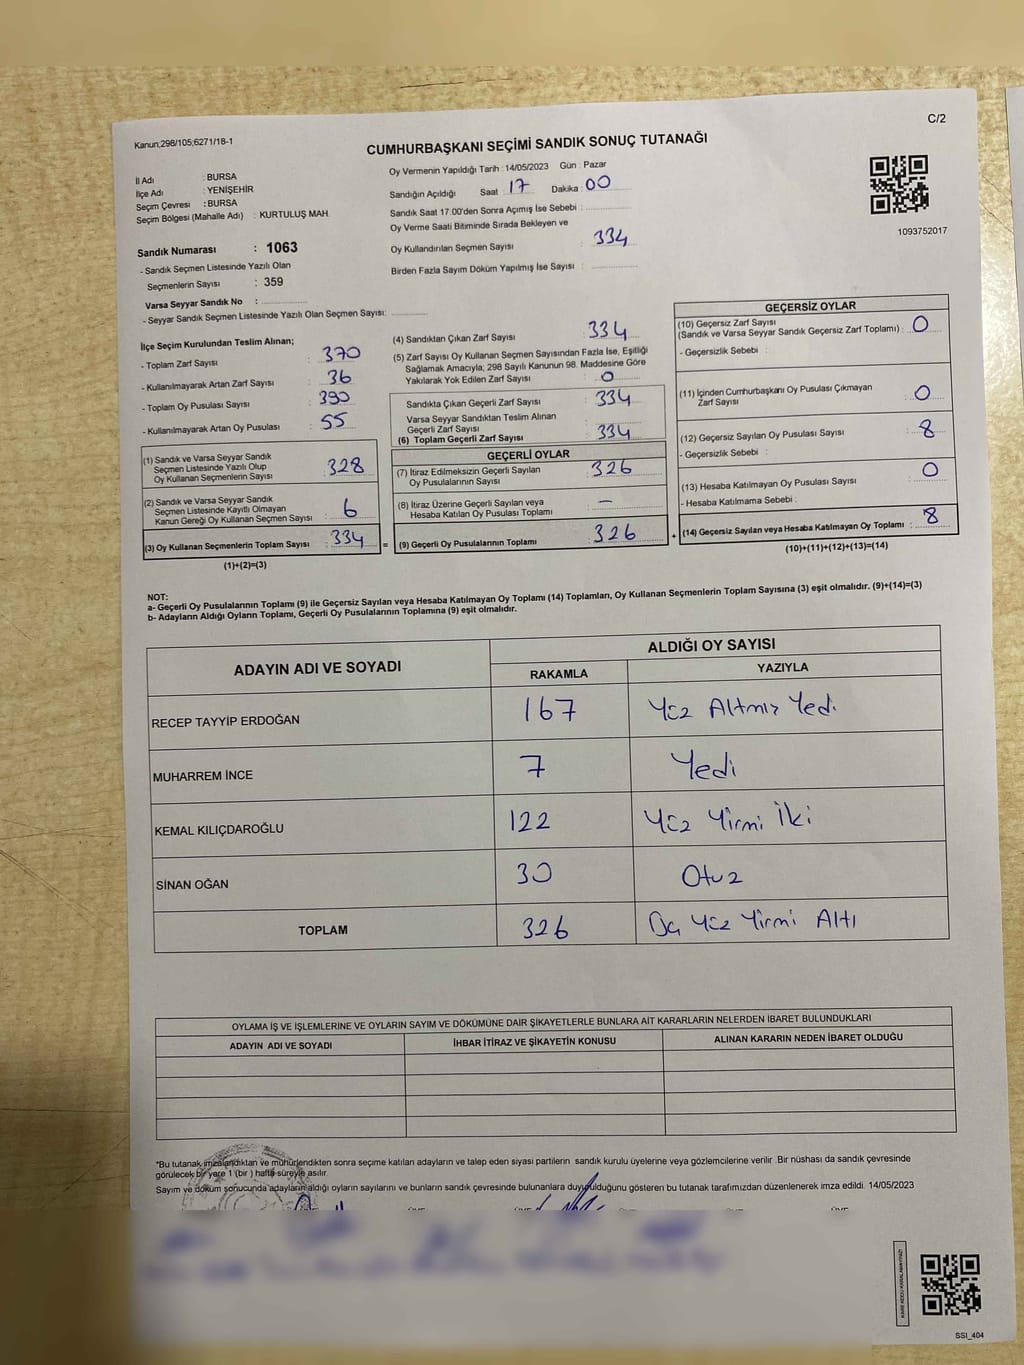 Kanun;298/105;6271/18-1
C/2
CUMHURBAŞKANI SEÇİMİ SANDIK SONUÇ TUTANAĞI
İl Adı : BURSA
İlçe Adı : YENİŞEHİR
Seçim Çevresi : BURSA
Seçim Bölgesi (Mahalle Adı) : KURTULUŞ MAH.
Oy Vermenin Yapıldığı Tarih : 14/05/2023 Gün : Pazar
Sandığın Açıldığı Saat : 17 Dakika : 00
Sandık Saat 17.00'den Sonra Açımış İse Sebebi :
Oy Verme Saati Bitiminde Sırada Bekleyen ve
Oy Kullandırılan Seçmen Sayısı : 334
Birden Fazla Sayım Döküm Yapılmış İse Sayısı :
1093752017
Sandık Numarası : 1063
- Sandık Seçmen Listesinde Yazılı Olan
Seçmenlerin Sayısı : 359
Varsa Seyyar Sandık No :
- Seyyar Sandık Seçmen Listesinde Yazılı Olan Seçmen Sayısı:
İlçe Seçim Kurulundan Teslim Alınan;
- Toplam Zarf Sayısı : 370
- Kullanılmayarak Artan Zarf Sayısı : 36
- Toplam Oy Pusulası Sayısı : 390
- Kullanılmayarak Artan Oy Pusulası : 55
(1) Sandık ve Varsa Seyyar Sandık
Seçmen Listesinde Yazılı Olup
Oy Kullanan Seçmenlerin Sayısı : 328
(2) Sandık ve Varsa Seyyar Sandık
Seçmen Listesinde Kayıtlı Olmayan
Kanun Gereği Oy Kullanan Seçmen Sayısı : 6
(3) Oy Kullanan Seçmenlerin Toplam Sayısı : 334
(1)+(2)=(3)
(4) Sandıktan Çıkan Zarf Sayısı : 334
(5) Zarf Sayısı Oy Kullanan Seçmen Sayısından Fazla İse, Eşitliği
Sağlamak Amacıyla; 298 Sayılı Kanunun 98. Maddesine Göre
Yakılarak Yok Edilen Zarf Sayısı : 0
Sandıkta Çıkan Geçerli Zarf Sayısı : 334
Varsa Seyyar Sandıktan Teslim Alınan
Geçerli Zarf Sayısı :
(6) Toplam Geçerli Zarf Sayısı : 334
GEÇERLİ OYLAR
(7) İtiraz Edilmeksizin Geçerli Sayılan
Oy Pusulalarının Sayısı : 326
(8) İtiraz Üzerine Geçerli Sayılan veya
Hesaba Katılan Oy Pusulası Toplamı : –
= (9) Geçerli Oy Pusulalarının Toplamı : 326
GEÇERSİZ OYLAR
(10) Geçersiz Zarf Sayısı
(Sandık ve Varsa Seyyar Sandık Geçersiz Zarf Toplamı) : 0
- Geçersizlik Sebebi :
(11) İçinden Cumhurbaşkanı Oy Pusulası Çıkmayan
Zarf Sayısı : 0
(12) Geçersiz Sayılan Oy Pusulası Sayısı : 8
- Geçersizlik Sebebi :
(13) Hesaba Katılmayan Oy Pusulası Sayısı : 0
- Hesaba Katılmama Sebebi :
+ (14) Geçersiz Sayılan veya Hesaba Katılmayan Oy Toplamı : 8
(10)+(11)+(12)+(13)=(14)
NOT:
a- Geçerli Oy Pusulalarının Toplamı (9) ile Geçersiz Sayılan veya Hesaba Katılmayan Oy Toplamı (14) Toplamları, Oy Kullanan Seçmenlerin Toplam Sayısına (3) eşit olmalıdır. (9)+(14)=(3)
b- Adayların Aldığı Oyların Toplamı, Geçerli Oy Pusulalarının Toplamına (9) eşit olmalıdır.
ADAYIN ADI VE SOYADI
ALDIĞI OY SAYISI
RAKAMLA YAZIYLA
RECEP TAYYİP ERDOĞAN 167 Yüz Altmış Yedi
MUHARREM İNCE 7 Yedi
KEMAL KILIÇDAROĞLU 122 Yüz Yirmi İki
SİNAN OĞAN 30 Otuz
TOPLAM 326 Üç Yüz Yirmi Altı
OYLAMA İŞ VE İŞLEMLERİNE VE OYLARIN SAYIM VE DÖKÜMÜNE DAİR ŞİKAYETLERLE BUNLARA AİT KARARLARIN NELERDEN İBARET BULUNDUKLARI
ADAYIN ADI VE SOYADI İHBAR İTİRAZ VE ŞİKAYETİN KONUSU ALINAN KARARIN NEDEN İBARET OLDUĞU
*Bu tutanak imzalandıktan ve mühürlendikten sonra seçime katılan adayların ve talep eden siyasi partilerin sandık kurulu üyelerine veya gözlemcilerine verilir. Bir nüshası da sandık çevresinde
görülecek bir yere 1 (bir ) hafta süreyle asılır.
Sayım ve döküm sonucunda adayların aldığı oyların sayılarını ve bunların sandık çevresinde bulunanlara duyurulduğunu gösteren bu tutanak tarafımızdan düzenlenerek imza edildi. 14/05/2023
SSI_404